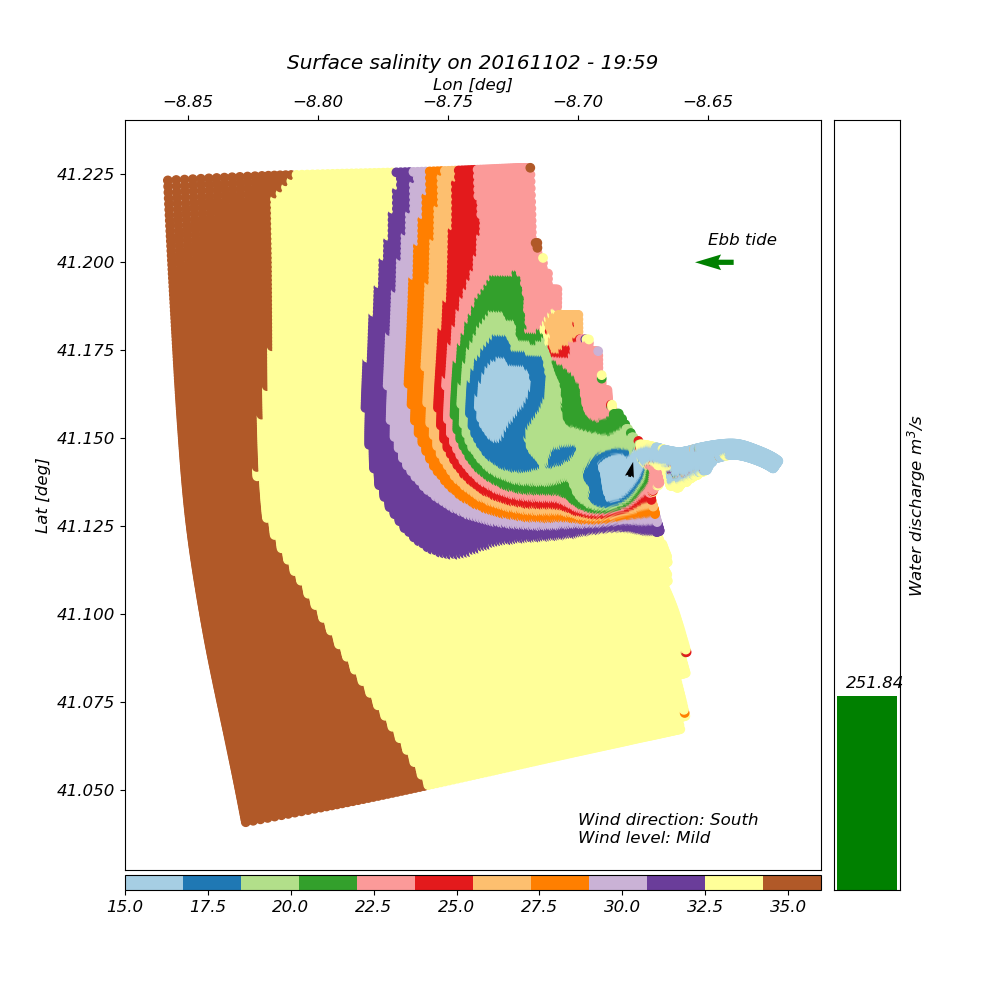 Surface salinity on 20161102 - 19:59
Lon [deg]
−8.85 −8.80 −8.75 −8.70 −8.65
41.225
41.200
41.175
41.150
41.125
41.100
41.075
41.050
Lat [deg]
Ebb tide
Wind direction: South
Wind level: Mild
251.84
Water discharge m³/s
15.0 17.5 20.0 22.5 25.0 27.5 30.0 32.5 35.0